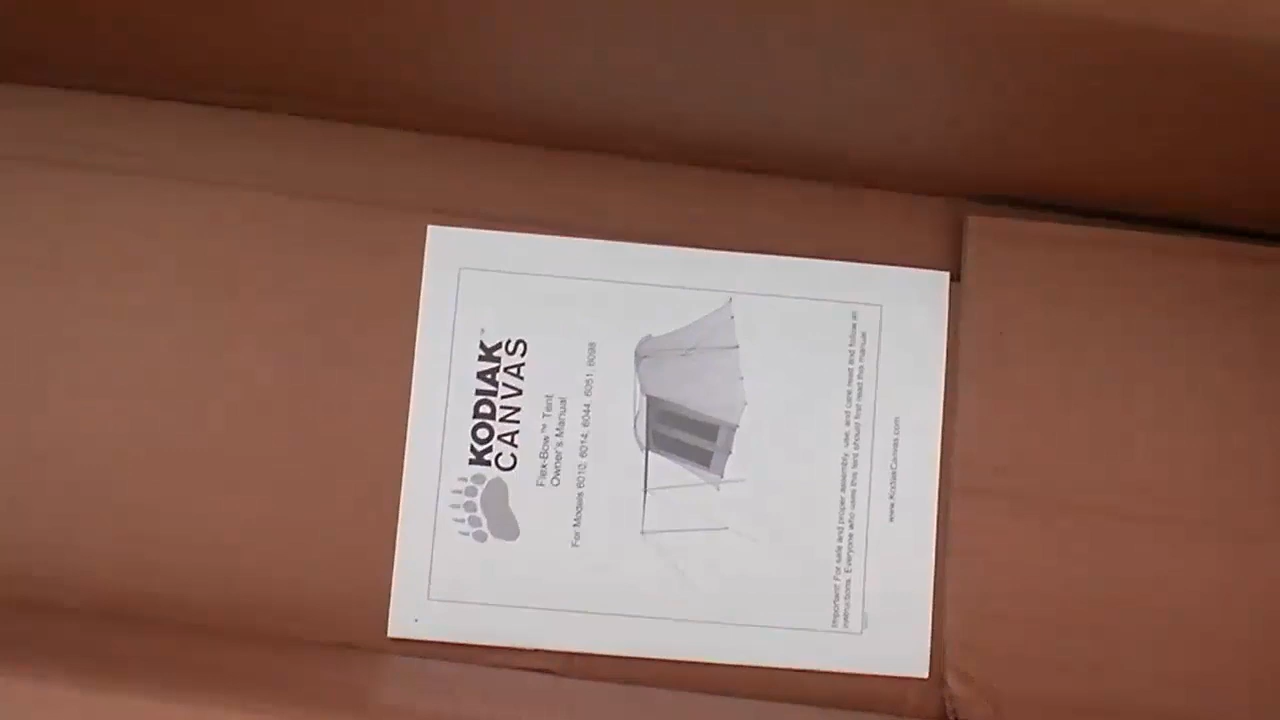 KODIAK™
CANVAS
Flex-Bow™ Tent
Owner's Manual
For Models 6010, 6014, 6044, 6051, 6098
Important! For safe and proper assembly, use, and care read and follow all
instructions. Everyone who uses this tent should first read this manual.
www.KodiakCanvas.com